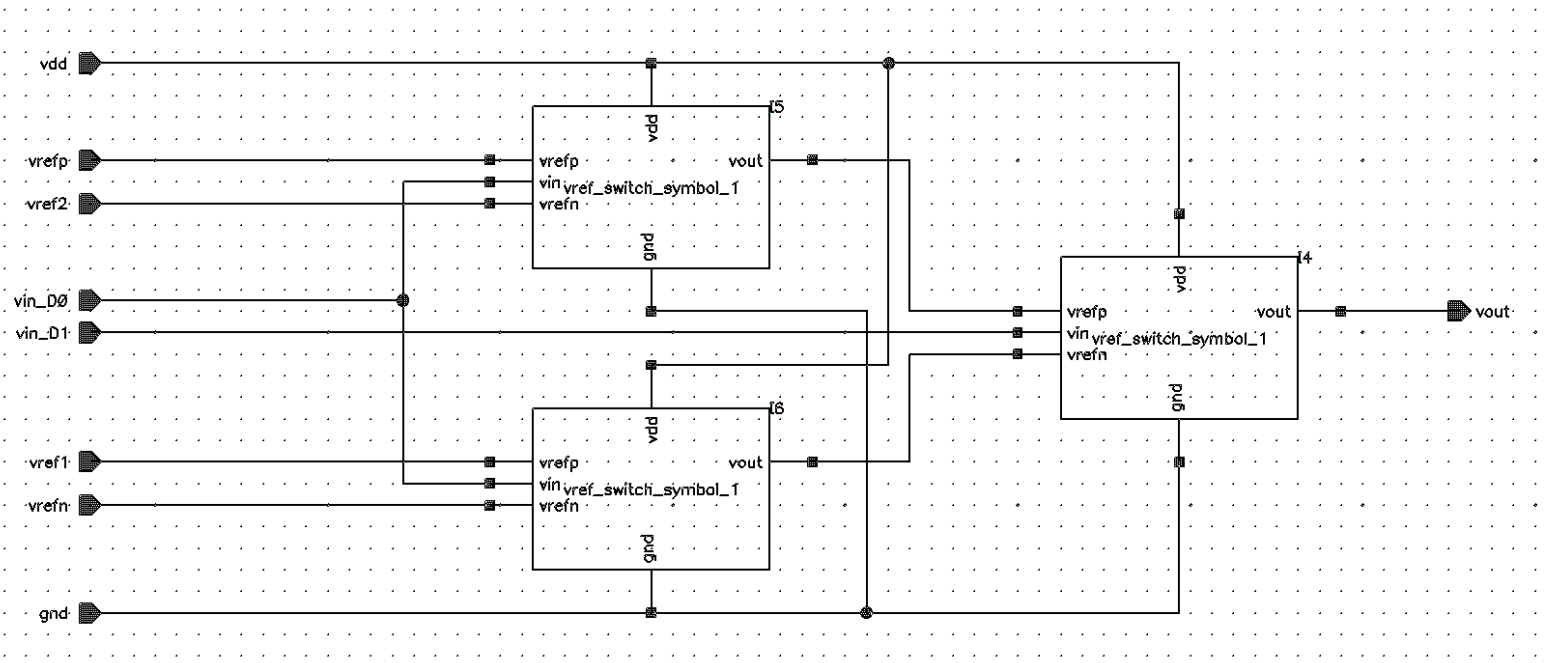 vdd
I5
vdd
vrefp
vrefp
vout
vin
vref_switch_symbol_1
vref2
vrefn
gnd
I4
vdd
vin_D0
vrefp
vout
vout
vin_D1
vin
vref_switch_symbol_1
vrefn
gnd
I6
vdd
vref1
vrefp
vout
vin
vref_switch_symbol_1
vrefn
vrefn
gnd
gnd